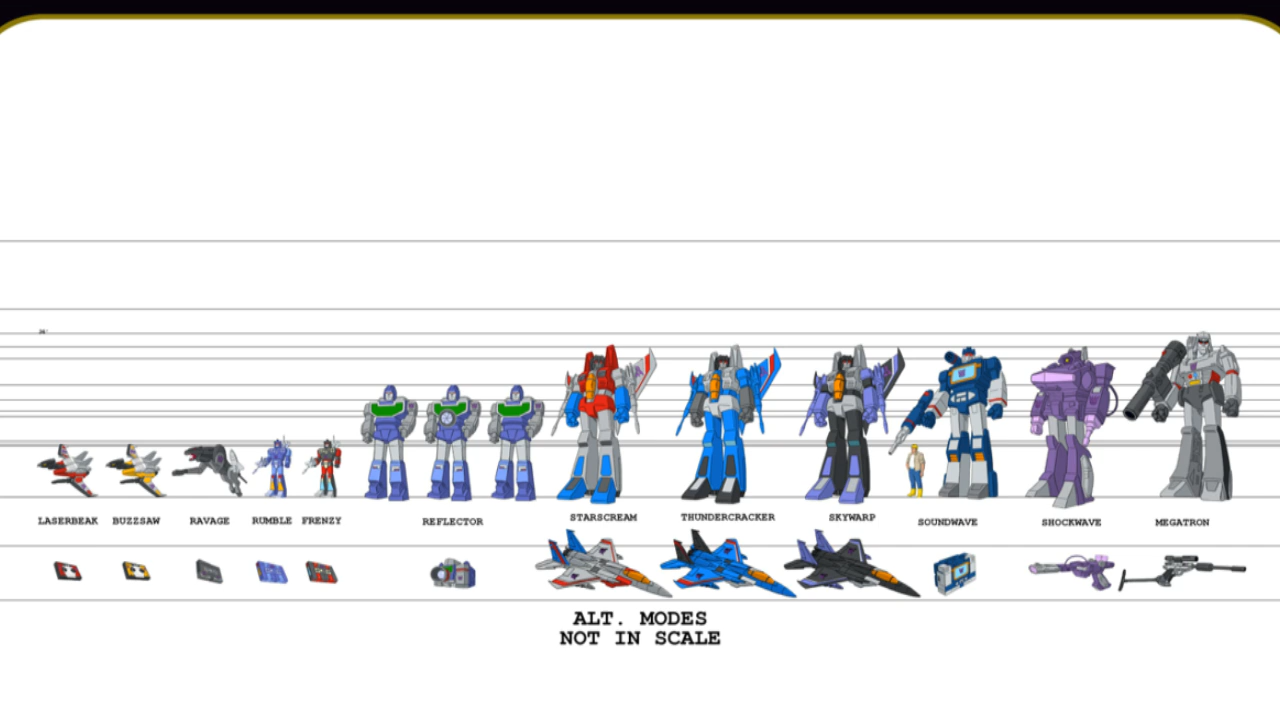 LASERBEAK
BUZZSAW
RAVAGE
RUMBLE
FRENZY
REFLECTOR
STARSCREAM
THUNDERCRACKER
SKYWARP
SOUNDWAVE
SHOCKWAVE
MEGATRON
ALT. MODES
NOT IN SCALE